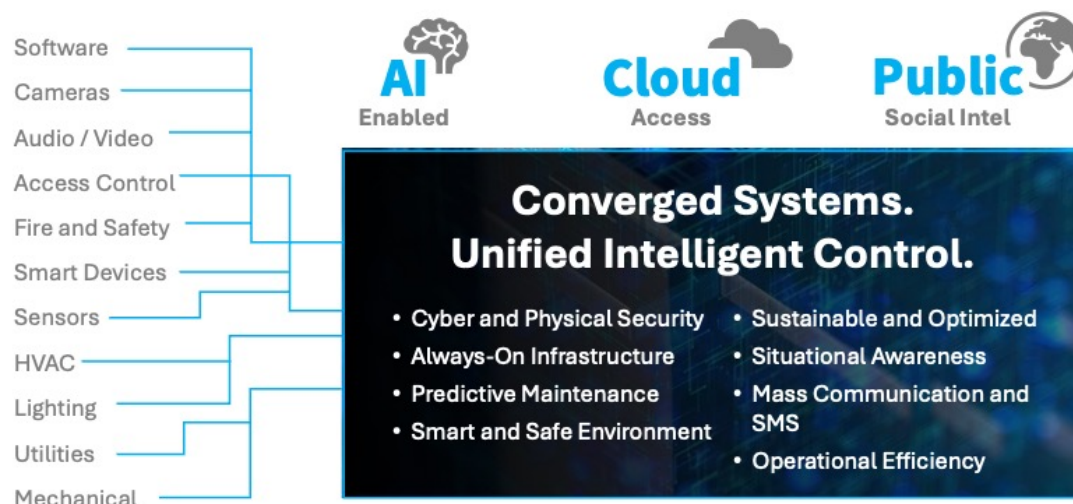 Software
Cameras
Audio / Video
Access Control
Fire and Safety
Smart Devices
Sensors
HVAC
Lighting
Utilities
Mechanical
AI
Enabled
Cloud
Access
Public
Social Intel
Converged Systems.
Unified Intelligent Control.
• Cyber and Physical Security
• Always-On Infrastructure
• Predictive Maintenance
• Smart and Safe Environment
• Sustainable and Optimized
• Situational Awareness
• Mass Communication and
SMS
• Operational Efficiency